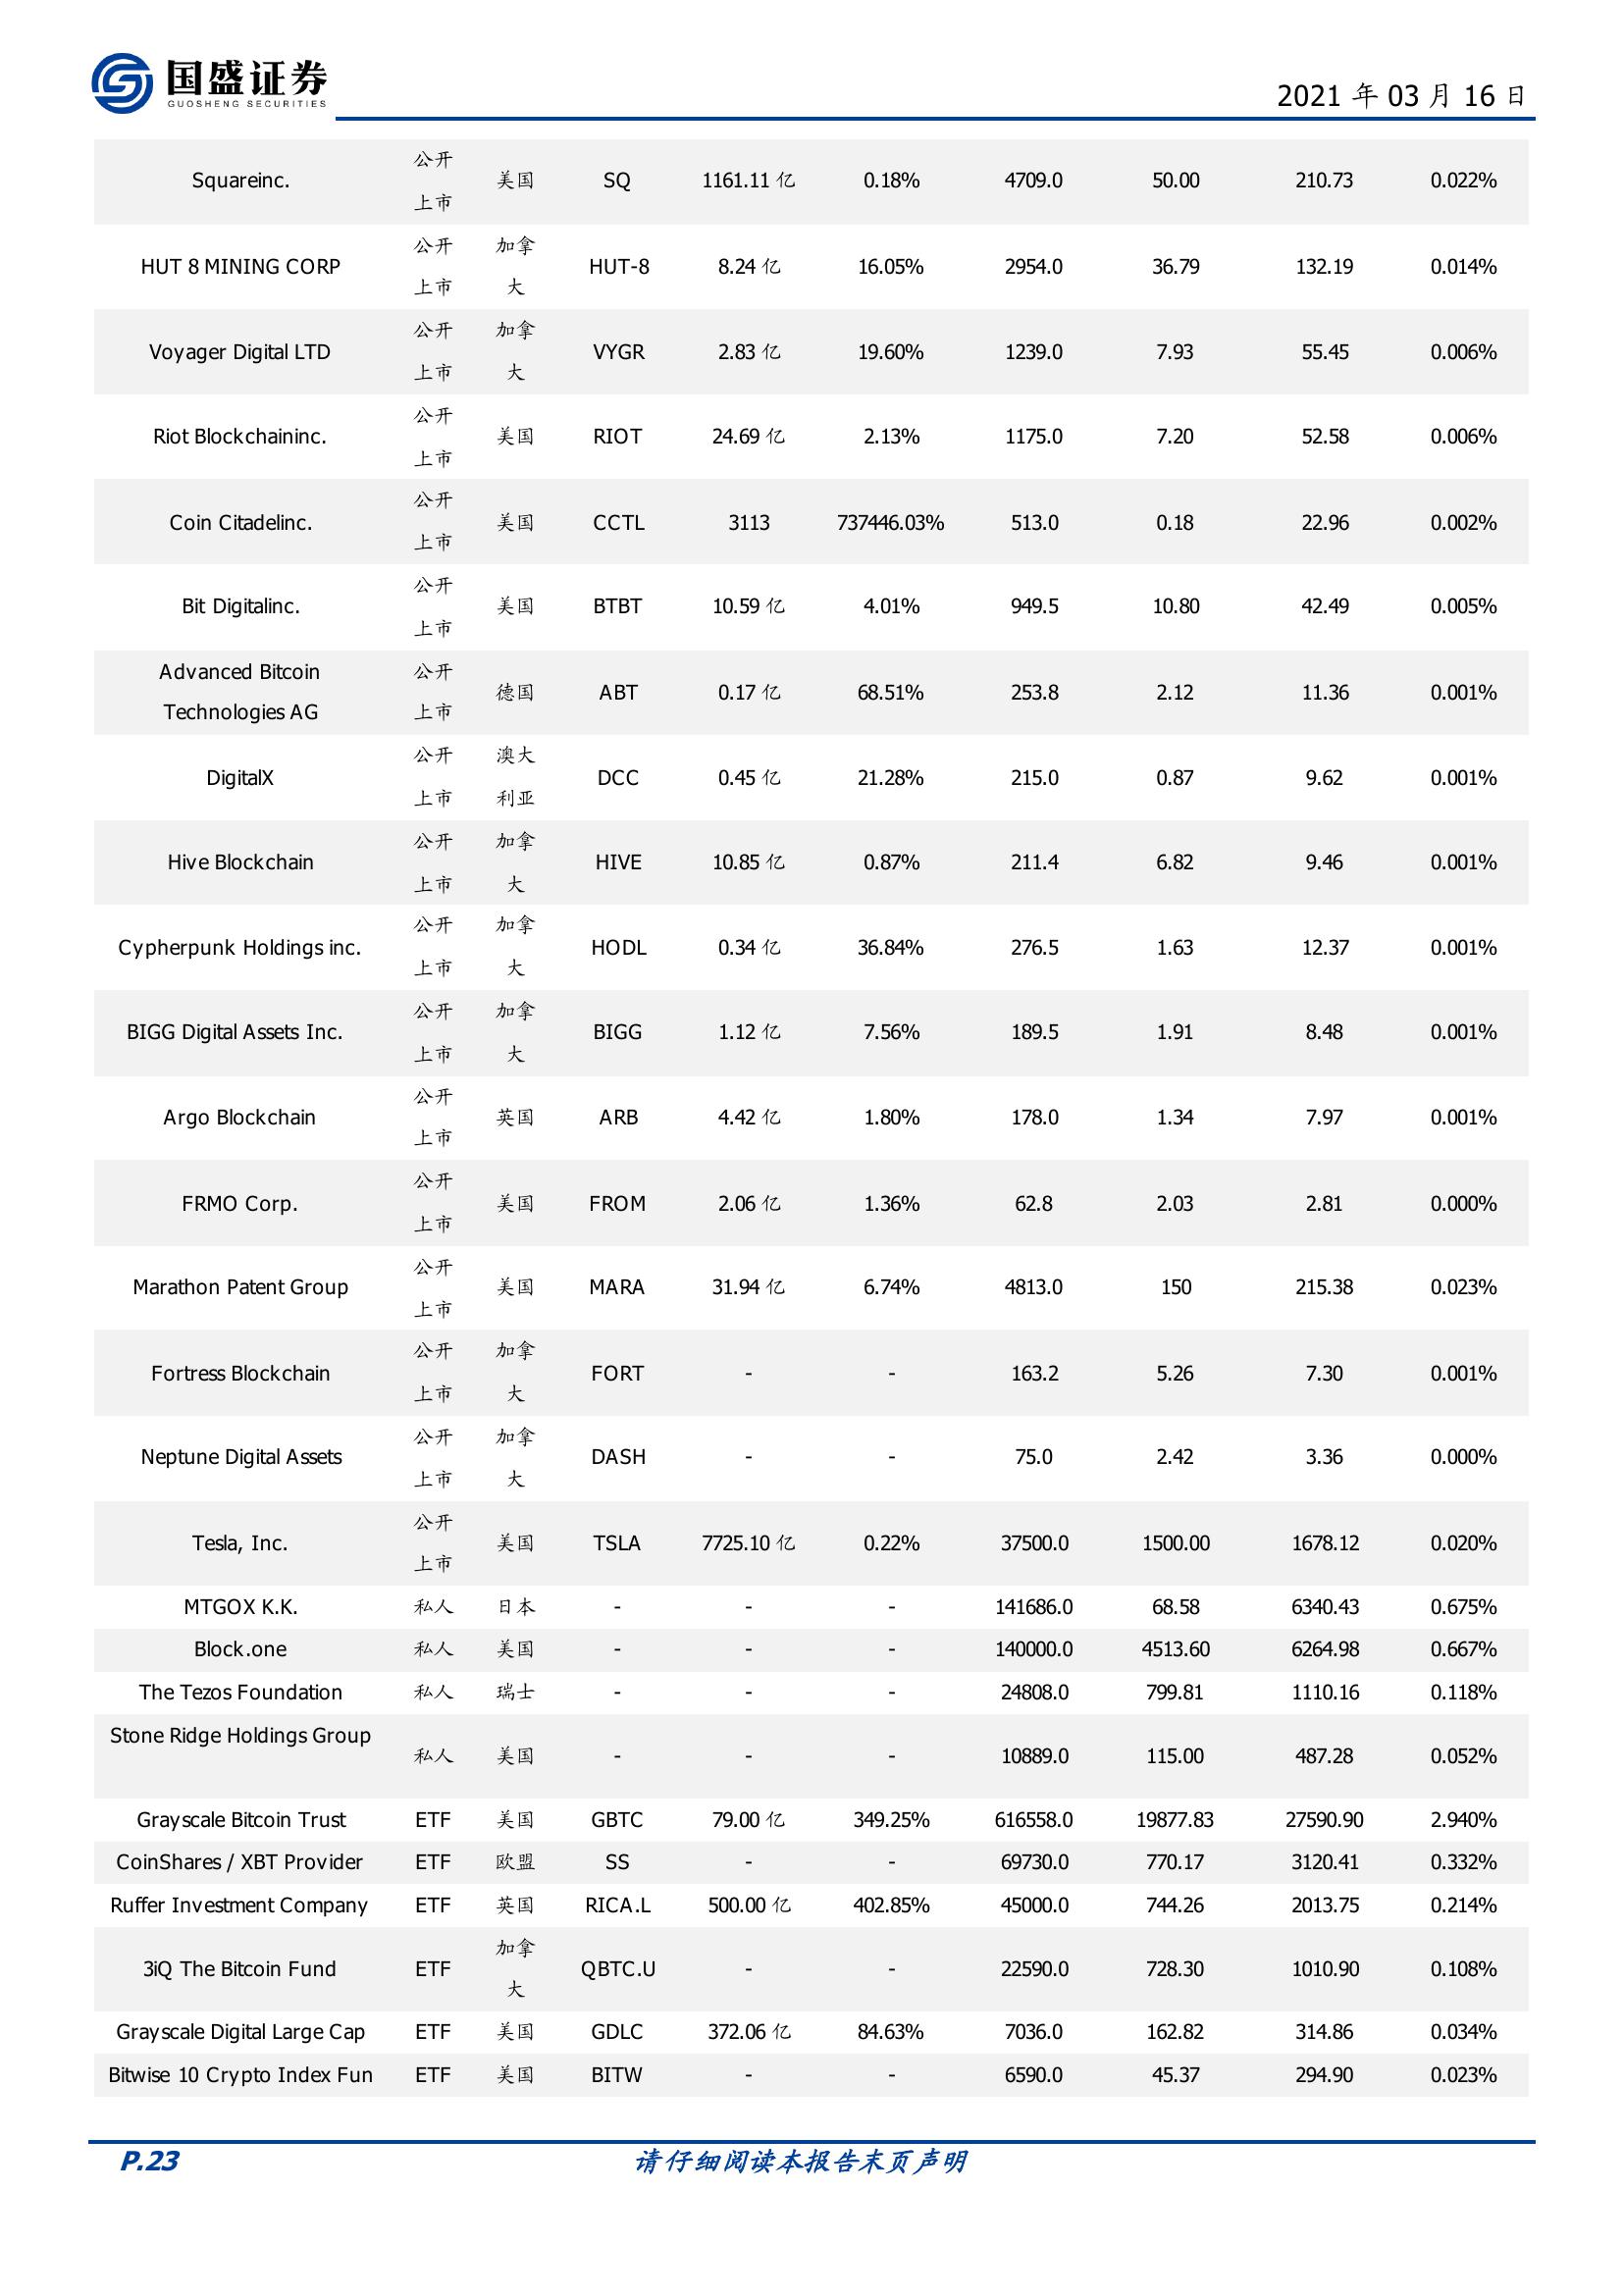 国盛证券
GUOSHENG SECURITIES
2021 年 03 月 16 日
Squareinc. 公开上市 美国 SQ 1161.11 亿 0.18% 4709.0 50.00 210.73 0.022%
HUT 8 MINING CORP 公开上市 加拿大 HUT-8 8.24 亿 16.05% 2954.0 36.79 132.19 0.014%
Voyager Digital LTD 公开上市 加拿大 VYGR 2.83 亿 19.60% 1239.0 7.93 55.45 0.006%
Riot Blockchaininc. 公开上市 美国 RIOT 24.69 亿 2.13% 1175.0 7.20 52.58 0.006%
Coin Citadelinc. 公开上市 美国 CCTL 3113 737446.03% 513.0 0.18 22.96 0.002%
Bit Digitalinc. 公开上市 美国 BTBT 10.59 亿 4.01% 949.5 10.80 42.49 0.005%
Advanced Bitcoin Technologies AG 公开上市 德国 ABT 0.17 亿 68.51% 253.8 2.12 11.36 0.001%
DigitalX 公开上市 澳大利亚 DCC 0.45 亿 21.28% 215.0 0.87 9.62 0.001%
Hive Blockchain 公开上市 加拿大 HIVE 10.85 亿 0.87% 211.4 6.82 9.46 0.001%
Cypherpunk Holdings inc. 公开上市 加拿大 HODL 0.34 亿 36.84% 276.5 1.63 12.37 0.001%
BIGG Digital Assets Inc. 公开上市 加拿大 BIGG 1.12 亿 7.56% 189.5 1.91 8.48 0.001%
Argo Blockchain 公开上市 英国 ARB 4.42 亿 1.80% 178.0 1.34 7.97 0.001%
FRMO Corp. 公开上市 美国 FROM 2.06 亿 1.36% 62.8 2.03 2.81 0.000%
Marathon Patent Group 公开上市 美国 MARA 31.94 亿 6.74% 4813.0 150 215.38 0.023%
Fortress Blockchain 公开上市 加拿大 FORT - - 163.2 5.26 7.30 0.001%
Neptune Digital Assets 公开上市 加拿大 DASH - - 75.0 2.42 3.36 0.000%
Tesla, Inc. 公开上市 美国 TSLA 7725.10 亿 0.22% 37500.0 1500.00 1678.12 0.020%
MTGOX K.K. 私人 日本 - - - 141686.0 68.58 6340.43 0.675%
Block.one 私人 美国 - - - 140000.0 4513.60 6264.98 0.667%
The Tezos Foundation 私人 瑞士 - - - 24808.0 799.81 1110.16 0.118%
Stone Ridge Holdings Group 私人 美国 - - - 10889.0 115.00 487.28 0.052%
Grayscale Bitcoin Trust ETF 美国 GBTC 79.00 亿 349.25% 616558.0 19877.83 27590.90 2.940%
CoinShares / XBT Provider ETF 欧盟 SS - - 69730.0 770.17 3120.41 0.332%
Ruffer Investment Company ETF 英国 RICA.L 500.00 亿 402.85% 45000.0 744.26 2013.75 0.214%
3iQ The Bitcoin Fund ETF 加拿大 QBTC.U - - 22590.0 728.30 1010.90 0.108%
Grayscale Digital Large Cap ETF 美国 GDLC 372.06 亿 84.63% 7036.0 162.82 314.86 0.034%
Bitwise 10 Crypto Index Fun ETF 美国 BITW - - 6590.0 45.37 294.90 0.023%
P.23 请仔细阅读本报告末页声明